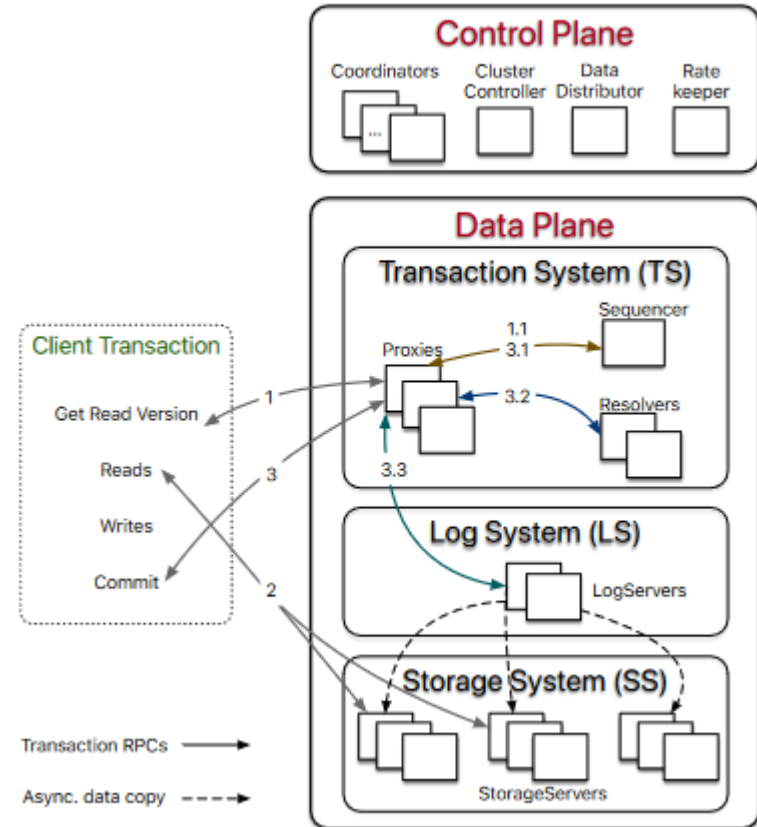 Control Plane
Coordinators
Cluster
Controller
Data
Distributor
Rate
keeper
...
Data Plane
Transaction System (TS)
Sequencer
1.1
3.1
Proxies
Client Transaction
1
3.2
Resolvers
Get Read Version
3.3
Reads
3
Writes
Log System (LS)
Commit
2
LogServers
Storage System (SS)
Transaction RPCs
StorageServers
Async. data copy